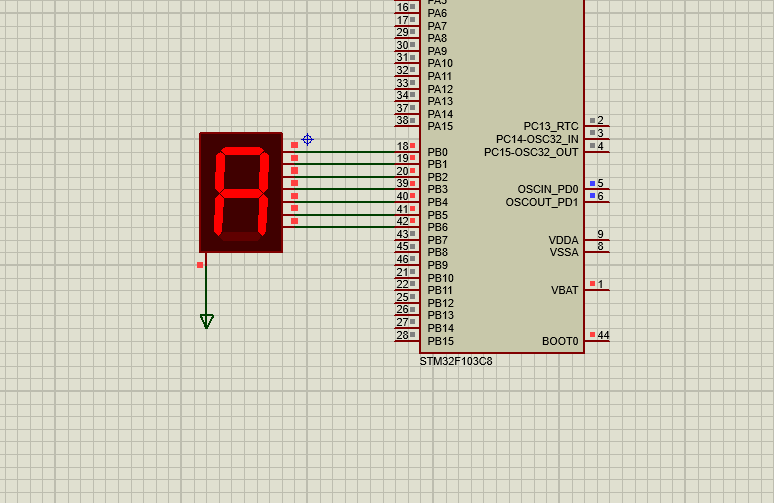 PA5
16 PA6
17 PA7
29 PA8
30 PA9
31 PA10
32 PA11
33 PA12
34 PA13
37 PA14
38 PA15
PC13_RTC 2
PC14-OSC32_IN 3
PC15-OSC32_OUT 4
18 PB0
19 PB1
20 PB2
39 PB3
40 PB4
41 PB5
42 PB6
43 PB7
45 PB8
46 PB9
21 PB10
22 PB11
25 PB12
26 PB13
27 PB14
28 PB15
OSCIN_PD0 5
OSCOUT_PD1 6
VDDA 9
VSSA 8
VBAT 1
BOOT0 44
STM32F103C8
A